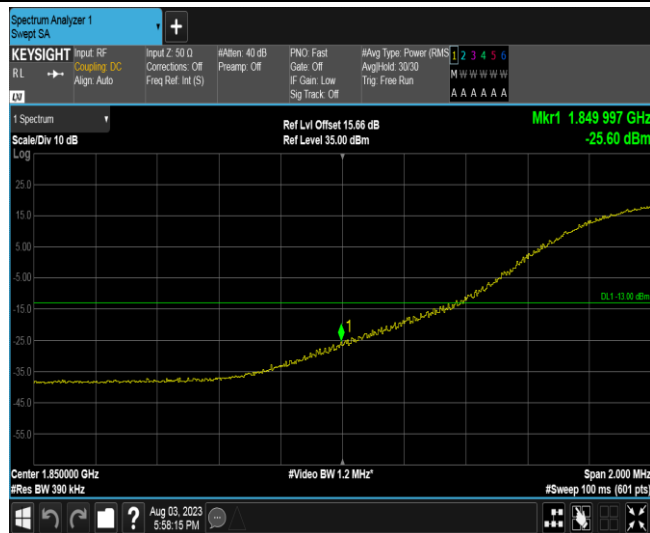 Spectrum Analyzer 1
Swept SA
+
KEYSIGHT Input: RF Input Z: 50 Ω #Atten: 40 dB PNO: Fast #Avg Type: Power (RMS 1 2 3 4 5 6
RL Coupling: DC Corrections: Off Preamp: Off Gate: Off Avg|Hold: 30/30 M W W W W W
Align: Auto Freq Ref: Int (S) IF Gain: Low Trig: Free Run
Sig Track: Off A A A A A A
LXI
1 Spectrum Ref Lvl Offset 15.66 dB Mkr1 1.849 997 GHz
Scale/Div 10 dB Ref Level 35.00 dBm -25.60 dBm
Log
25.0
15.0
5.00
-5.00
DL1 -13.00 dBm
-15.0
1
-25.0
-35.0
-45.0
-55.0
Center 1.850000 GHz #Video BW 1.2 MHz* Span 2.000 MHz
#Res BW 390 kHz #Sweep 100 ms (601 pts)
? Aug 03, 2023
5:58:15 PM